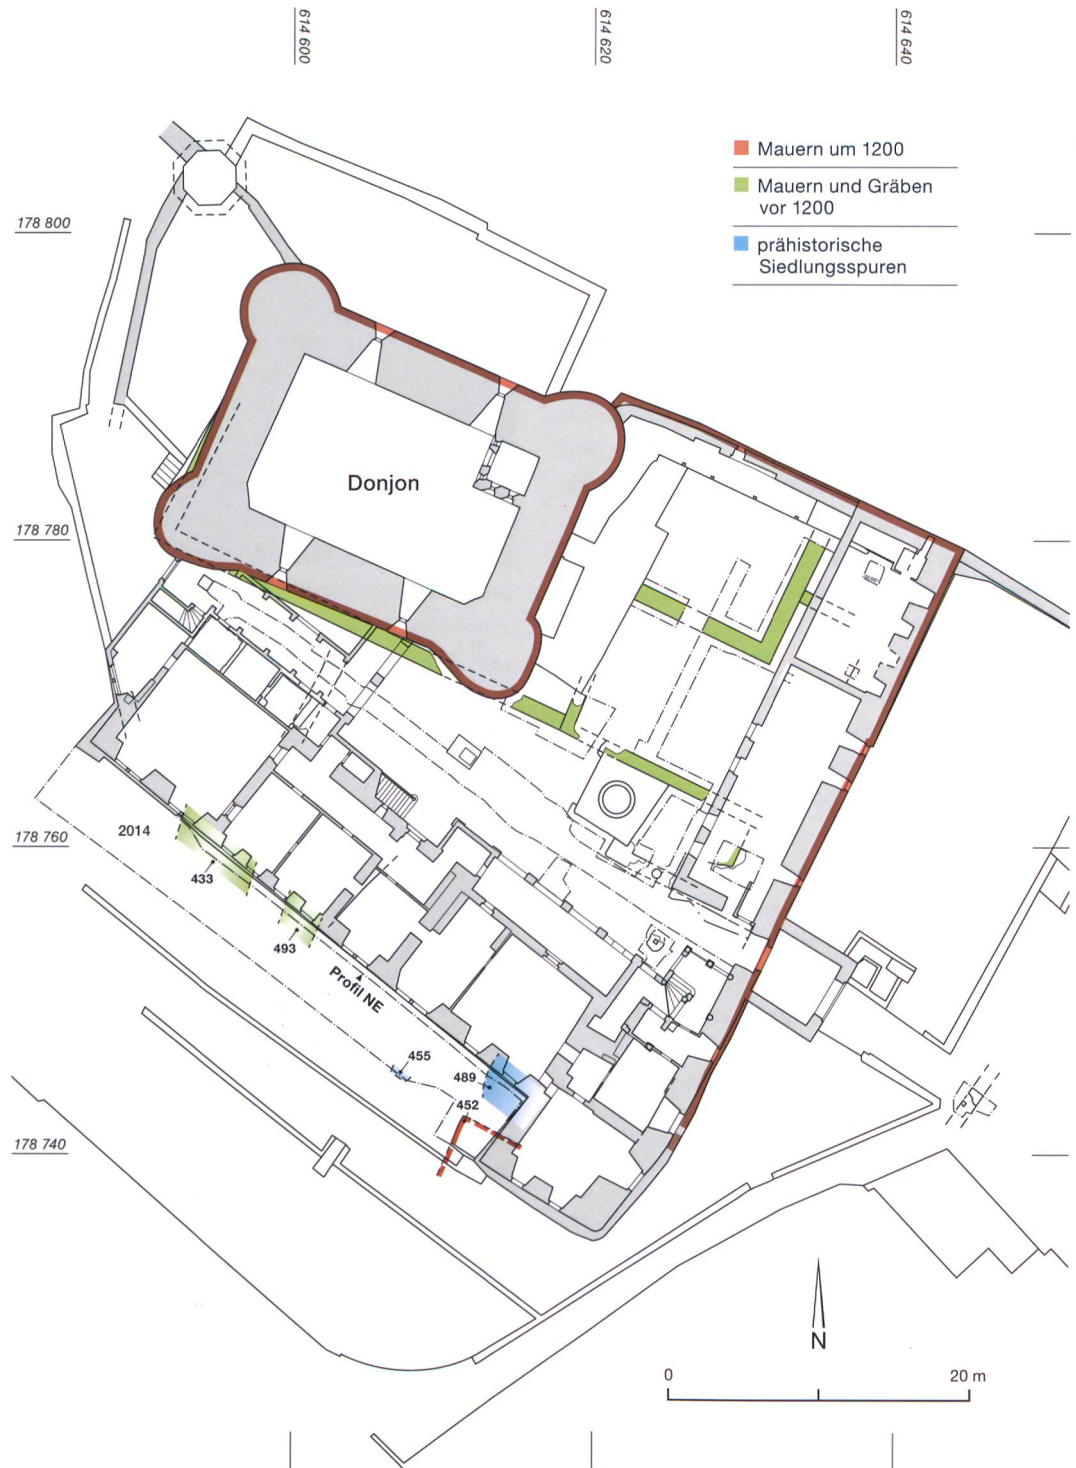 614 600
614 620
614 640
Mauern um 1200
Mauern und Gräben
vor 1200
prähistorische
Siedlungsspuren
178 800
Donjon
178 780
178 760
2014
433
493
Profil NE
455
489
452
178 740
N
0
20 m